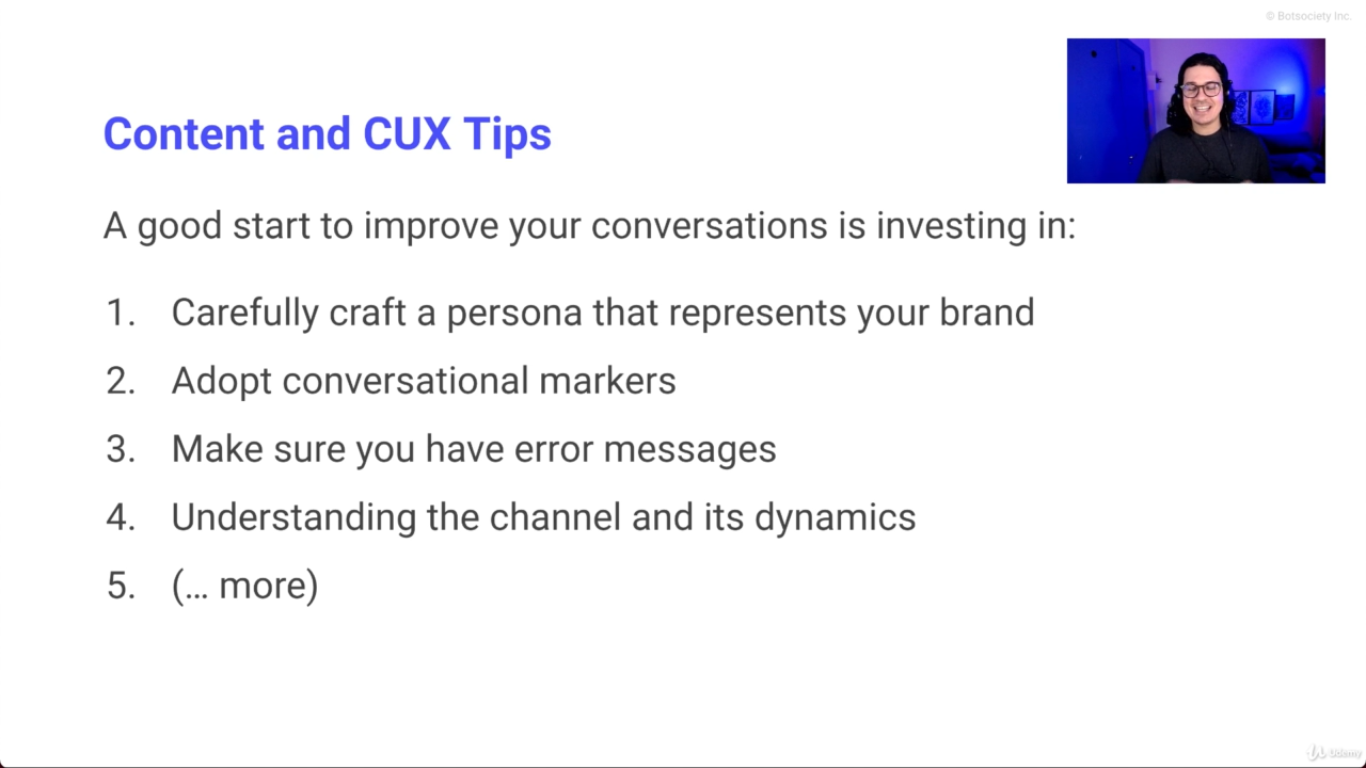 © Botsociety Inc.
Content and CUX Tips
A good start to improve your conversations is investing in:
1. Carefully craft a persona that represents your brand
2. Adopt conversational markers
3. Make sure you have error messages
4. Understanding the channel and its dynamics
5. (... more)
Udemy